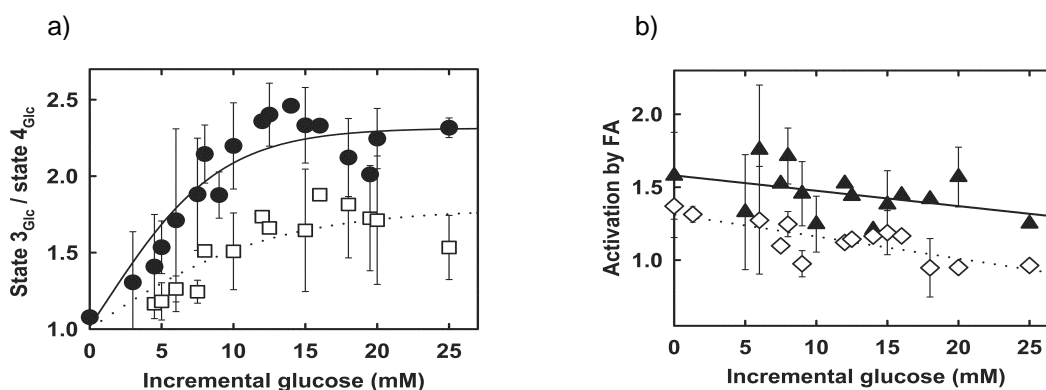 a)
State 3Glc / state 4Glc
2.5
2.0
1.5
1.0
0 5 10 15 20 25
Incremental glucose (mM)
b)
Activation by FA
2.0
1.5
1.0
0 5 10 15 20 25
Incremental glucose (mM)